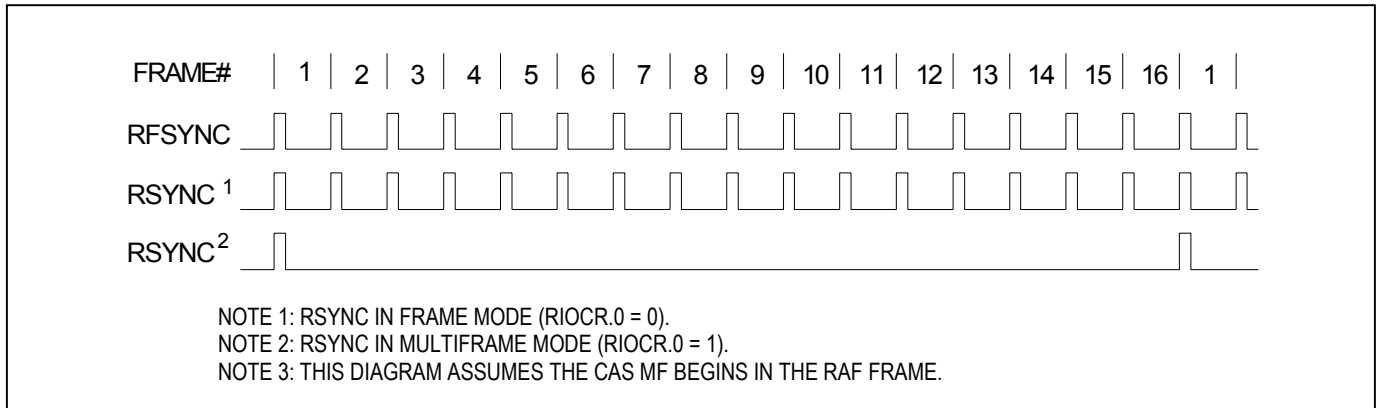 FRAME# 1 2 3 4 5 6 7 8 9 10 11 12 13 14 15 16 1
RFSYNC
RSYNC 1
RSYNC 2
NOTE 1: RSYNC IN FRAME MODE (RIOCR.0 = 0).
NOTE 2: RSYNC IN MULTIFRAME MODE (RIOCR.0 = 1).
NOTE 3: THIS DIAGRAM ASSUMES THE CAS MF BEGINS IN THE RAF FRAME.